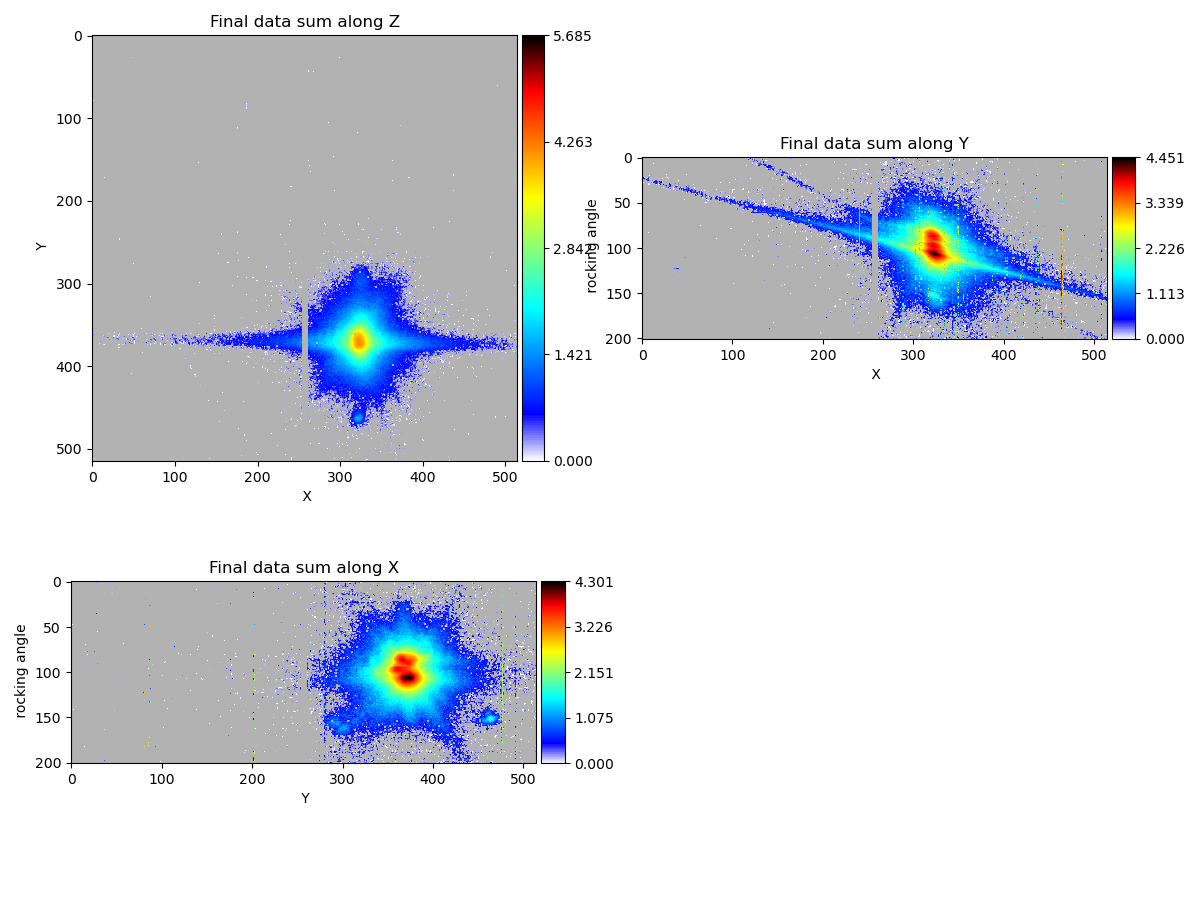 Final data sum along Z
0
100
200
300
400
500
Y
0 100 200 300 400 500
X
5.685
4.263
2.842
1.421
0.000
Final data sum along Y
0
50
100
150
200
rocking angle
0 100 200 300 400 500
X
4.451
3.339
2.226
1.113
0.000
Final data sum along X
0
50
100
150
200
rocking angle
0 100 200 300 400 500
Y
4.301
3.226
2.151
1.075
0.000